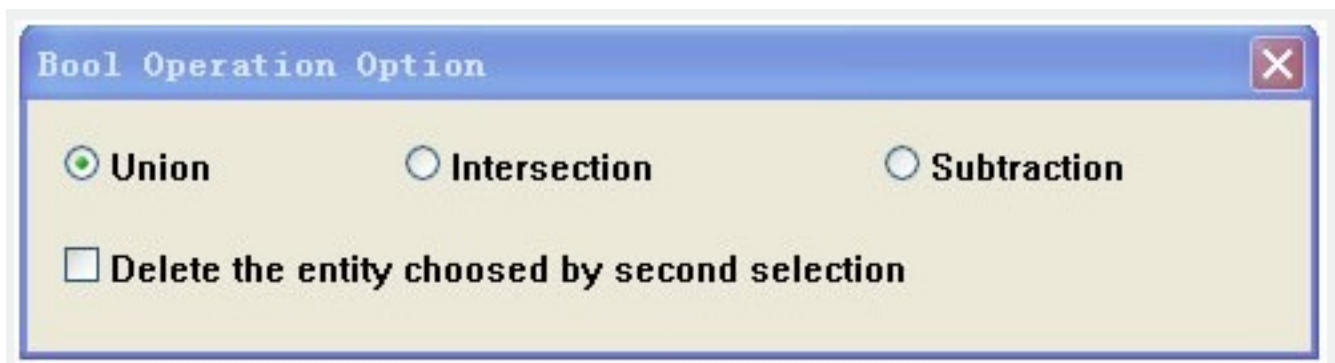 Bool Operation Option
Union Intersection Subtraction
Delete the entity choosed by second selection